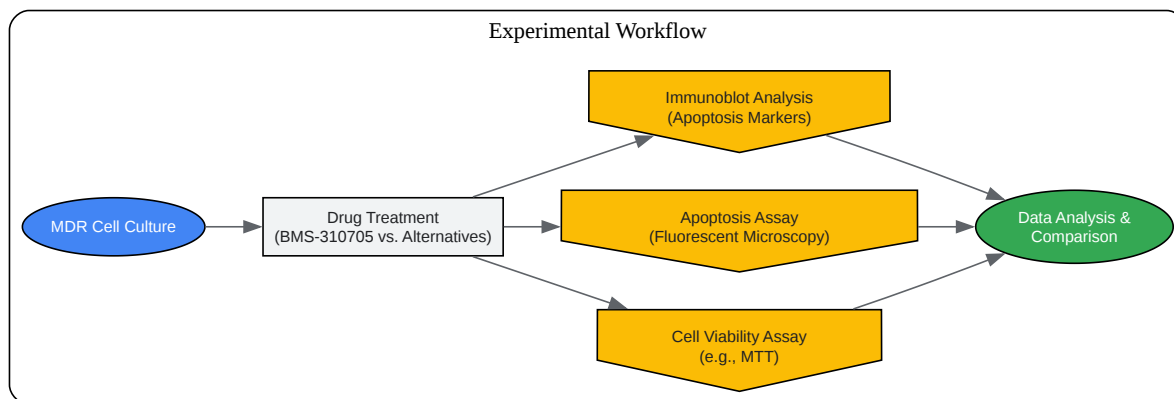 Experimental Workflow
Immunoblot Analysis
(Apoptosis Markers)
MDR Cell Culture
Drug Treatment
(BMS-310705 vs. Alternatives)
Apoptosis Assay
(Fluorescent Microscopy)
Data Analysis &
Comparison
Cell Viability Assay
(e.g., MTT)